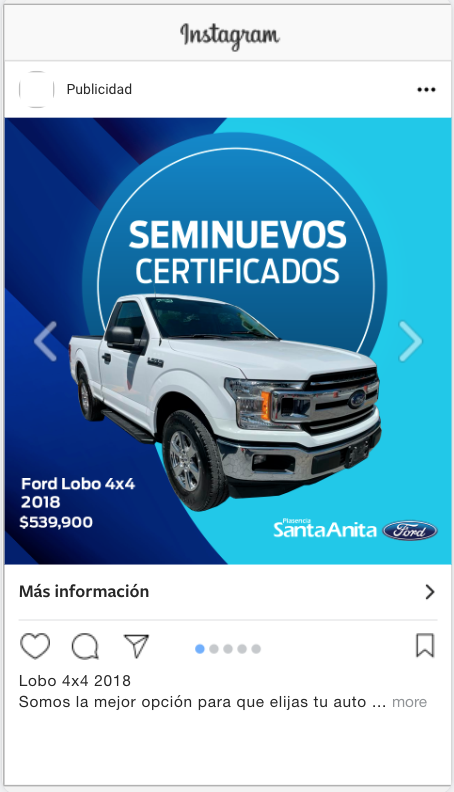 Instagram
Publicidad
SEMINUEVOS
CERTIFICADOS
Ford Lobo 4x4
2018
$539,900
Plasencia
SantaAnita
Ford
Más información
Lobo 4x4 2018
Somos la mejor opción para que elijas tu auto ... more